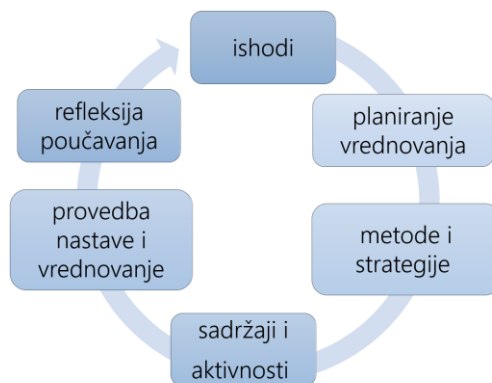 ishodi
planiranje
vrednovanja
metode i
strategije
sadržaji i
aktivnosti
provedba
nastave i
vrednovanje
refleksija
poučavanja